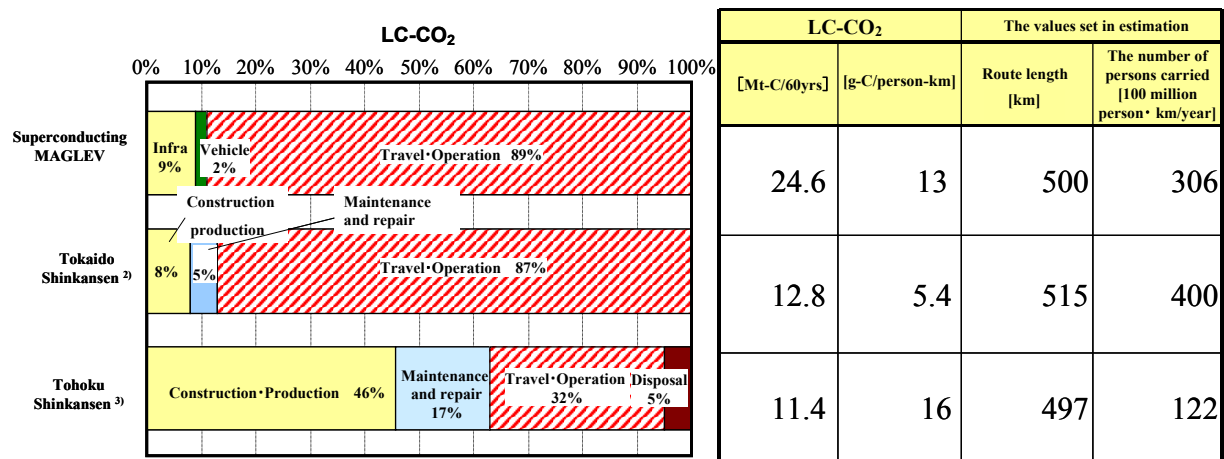 LC-CO₂
0% 10% 20% 30% 40% 50% 60% 70% 80% 90% 100%
Superconducting
MAGLEV
Infra
9%
Vehicle
2%
Travel・Operation 89%
Construction
production
Maintenance
and repair
Tokaido
Shinkansen ²⁾
8%
5%
Travel・Operation 87%
Tohoku
Shinkansen ³⁾
Construction・Production 46%
Maintenance
and repair
17%
Travel・Operation
32%
Disposal
5%
LC-CO₂
The values set in estimation
[Mt-C/60yrs]
[g-C/person-km]
Route length
[km]
The number of
persons carried
[100 million
person・km/year]
24.6 13 500 306
12.8 5.4 515 400
11.4 16 497 122